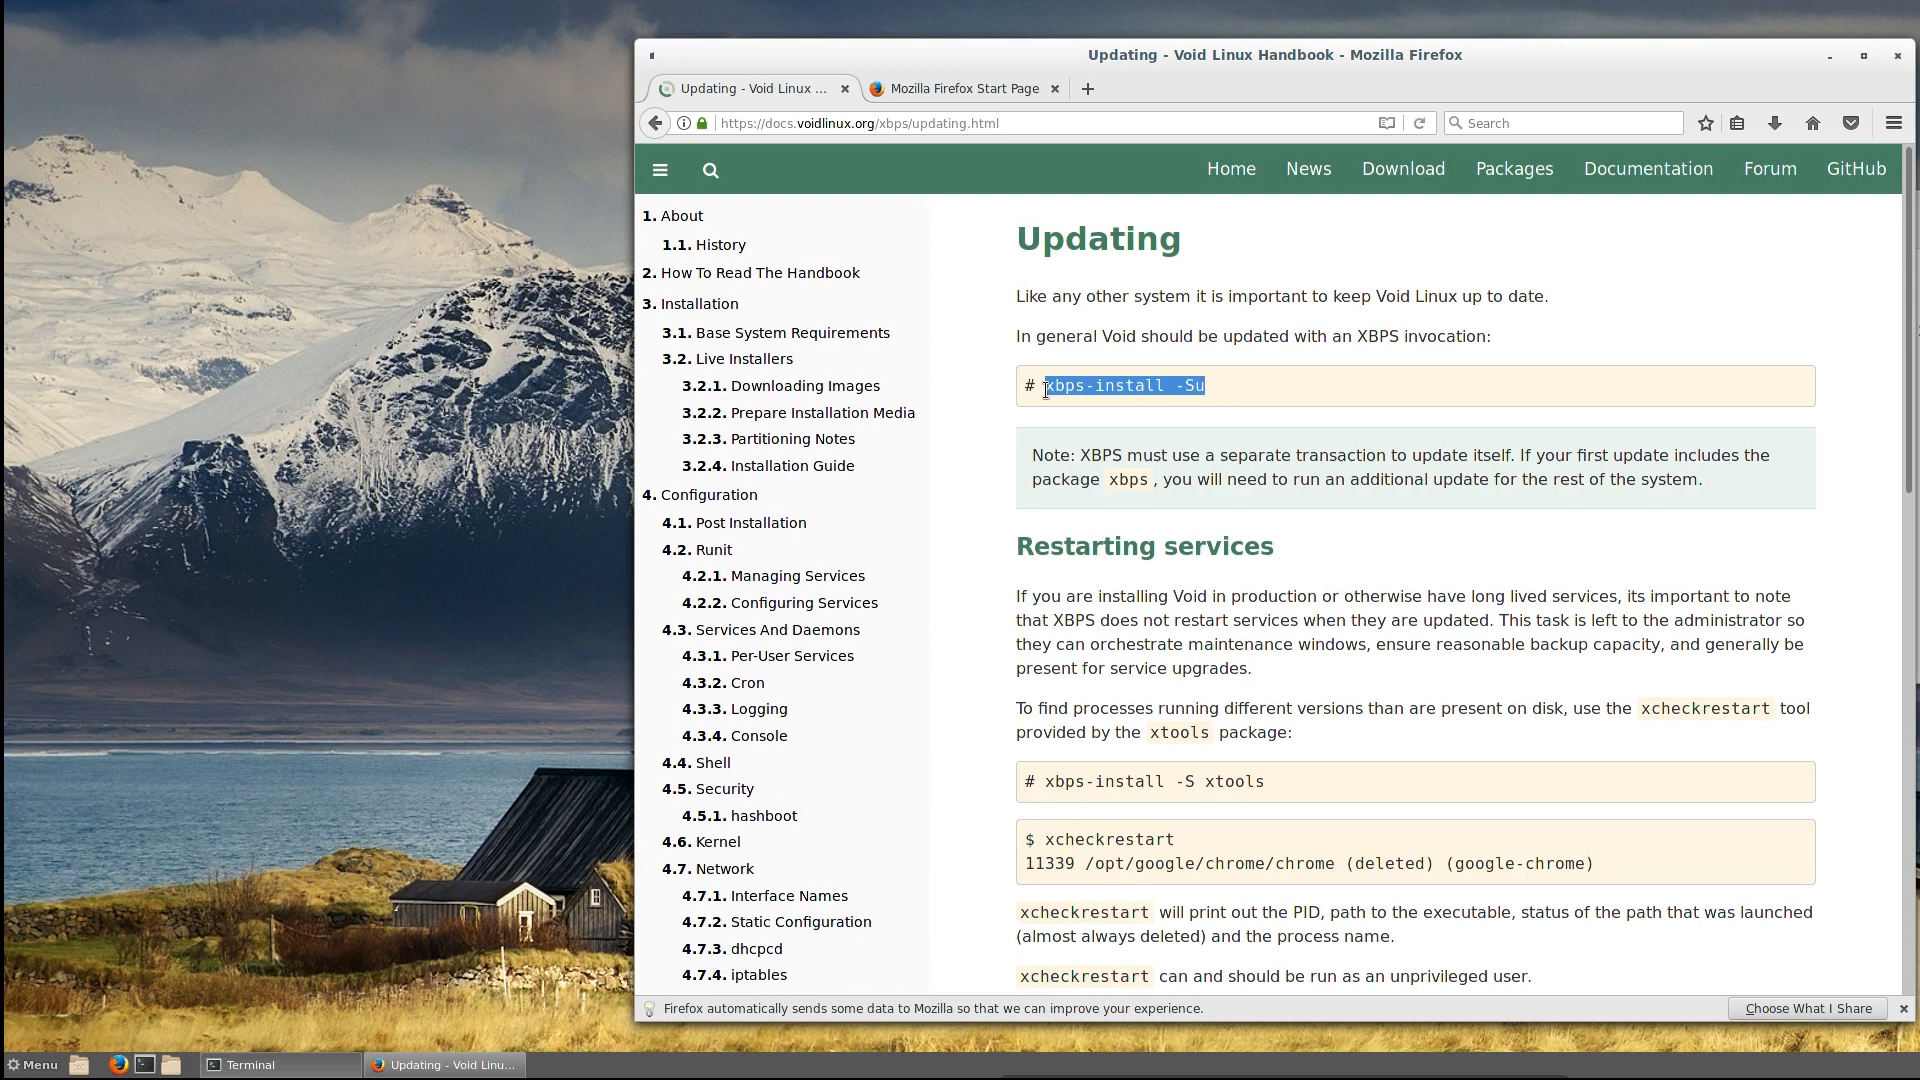 Updating - Void Linux Handbook - Mozilla Firefox
Updating - Void Linux ...
Mozilla Firefox Start Page
https://docs.voidlinux.org/xbps/updating.html
Search
Home News Download Packages Documentation Forum GitHub
1. About
1.1. History
2. How To Read The Handbook
3. Installation
3.1. Base System Requirements
3.2. Live Installers
3.2.1. Downloading Images
3.2.2. Prepare Installation Media
3.2.3. Partitioning Notes
3.2.4. Installation Guide
4. Configuration
4.1. Post Installation
4.2. Runit
4.2.1. Managing Services
4.2.2. Configuring Services
4.3. Services And Daemons
4.3.1. Per-User Services
4.3.2. Cron
4.3.3. Logging
4.3.4. Console
4.4. Shell
4.5. Security
4.5.1. hashboot
4.6. Kernel
4.7. Network
4.7.1. Interface Names
4.7.2. Static Configuration
4.7.3. dhcpcd
4.7.4. iptables
Updating
Like any other system it is important to keep Void Linux up to date.
In general Void should be updated with an XBPS invocation:
# xbps-install -Su
Note: XBPS must use a separate transaction to update itself. If your first update includes the
package xbps, you will need to run an additional update for the rest of the system.
Restarting services
If you are installing Void in production or otherwise have long lived services, its important to note
that XBPS does not restart services when they are updated. This task is left to the administrator so
they can orchestrate maintenance windows, ensure reasonable backup capacity, and generally be
present for service upgrades.
To find processes running different versions than are present on disk, use the xcheckrestart tool
provided by the xtools package:
# xbps-install -S xtools
$ xcheckrestart
11339 /opt/google/chrome/chrome (deleted) (google-chrome)
xcheckrestart will print out the PID, path to the executable, status of the path that was launched
(almost always deleted) and the process name.
xcheckrestart can and should be run as an unprivileged user.
Firefox automatically sends some data to Mozilla so that we can improve your experience.
Choose What I Share
Menu
Terminal
Updating - Void Linu...